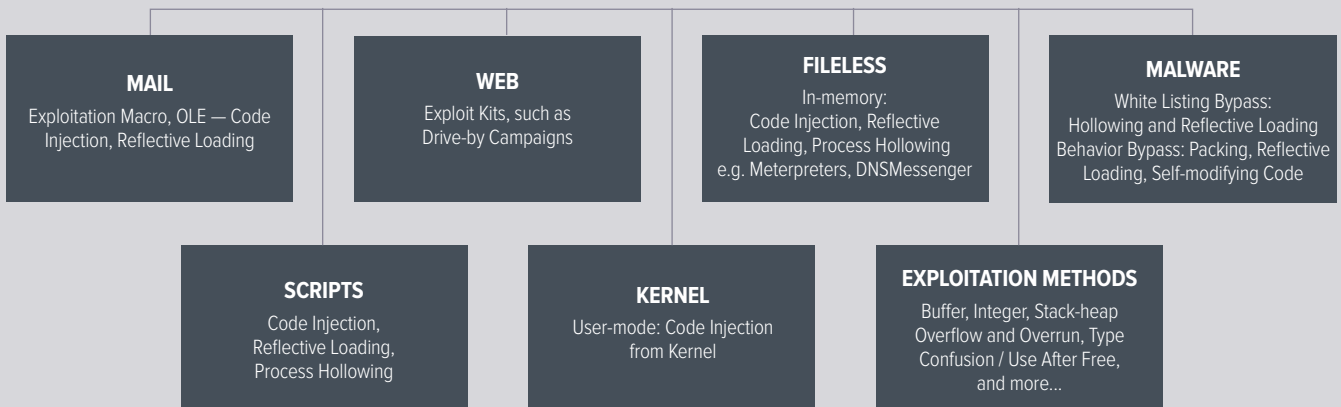 MAIL
Exploitation Macro, OLE — Code
Injection, Reflective Loading
WEB
Exploit Kits, such as
Drive-by Campaigns
FILELESS
In-memory:
Code Injection, Reflective
Loading, Process Hollowing
e.g. Meterpreters, DNSMessenger
MALWARE
White Listing Bypass:
Hollowing and Reflective Loading
Behavior Bypass: Packing, Reflective
Loading, Self-modifying Code
SCRIPTS
Code Injection,
Reflective Loading,
Process Hollowing
KERNEL
User-mode: Code Injection
from Kernel
EXPLOITATION METHODS
Buffer, Integer, Stack-heap
Overflow and Overrun, Type
Confusion / Use After Free,
and more...